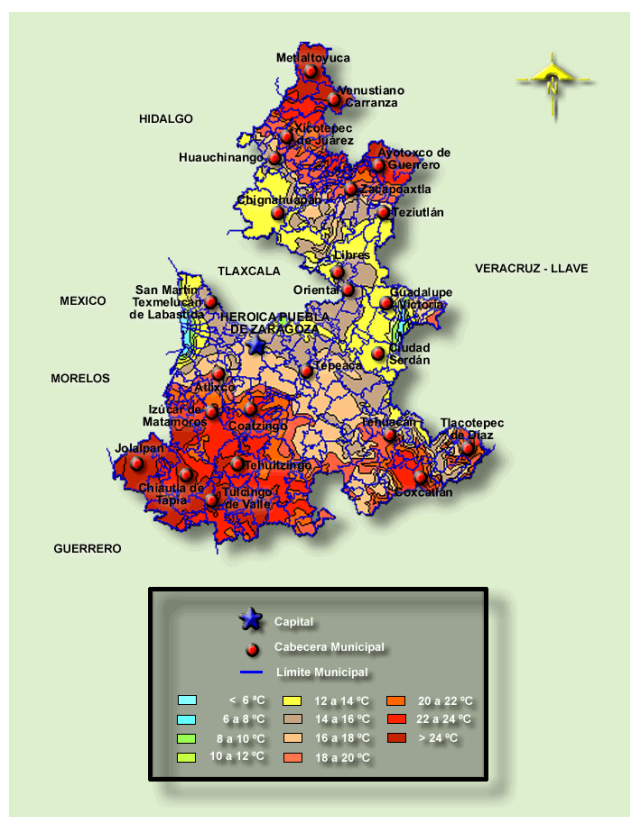 Metlaltoyuca
Venustiano
Carranza
N
HIDALGO
Xicotepec
de Juárez
Huauchinango
Ayotoxco de
Guerrero
Zacapoaxtla
Chignahuapan
Teziutlán
Libres
TLAXCALA
VERACRUZ - LLAVE
Oriental
San Martín
Texmelucan
de Labastida
Guadalupe
Victoria
MEXICO
HEROICA PUEBLA
DE ZARAGOZA
Ciudad
Serdán
Tepeaca
MORELOS
Atlixco
Izúcar de
Matamoros
Coatzingo
Tehuacán
Tlacotepec
de Díaz
Jolalpan
Tehuitzingo
Chiautla de
Tapia
Coxcatlán
Tulcingo
de Valle
GUERRERO
Capital
Cabecera Municipal
Límite Municipal
< 6 ºC
6 a 8 ºC
8 a 10 ºC
10 a 12 ºC
12 a 14 ºC
14 a 16 ºC
16 a 18 ºC
18 a 20 ºC
20 a 22 ºC
22 a 24 ºC
> 24 ºC